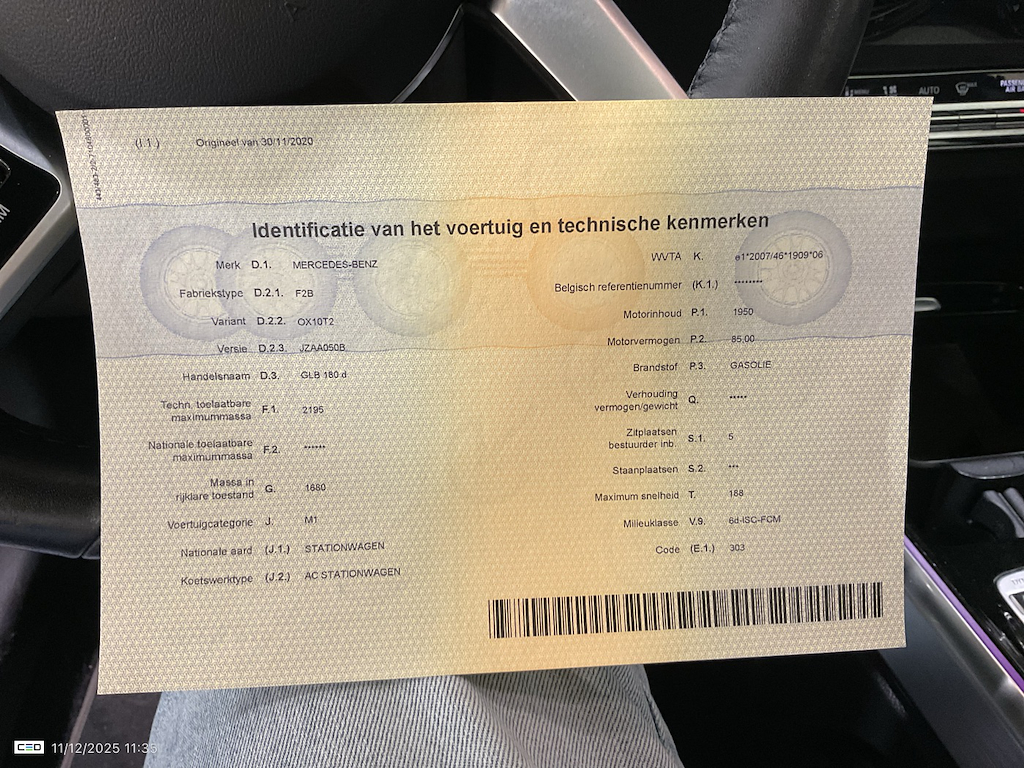 (I.1.) Origineel van 30/11/2020
Identificatie van het voertuig en technische kenmerken
Merk D.1. MERCEDES-BENZ
Fabriekstype D.2.1. F2B
Variant D.2.2. OX10T2
Versie D.2.3. JZAA050B
Handelsnaam D.3. GLB 180 d
Techn. toelaatbare
maximummassa F.1. 2195
Nationale toelaatbare
maximummassa F.2. ******
Massa in
rijklare toestand G. 1680
Voertuigcategorie J. M1
Nationale aard (J.1.) STATIONWAGEN
Koetswerktype (J.2.) AC STATIONWAGEN
WVTA K. e1*2007/46*1909*06
Belgisch referentienummer (K.1.) ********
Motorinhoud P.1. 1950
Motorvermogen P.2. 85.00
Brandstof P.3. GASOLIE
Verhouding
vermogen/gewicht Q. *****
Zitplaatsen
bestuurder inb. S.1. 5
Staanplaatsen S.2. ***
Maximum snelheid T. 188
Milieuklasse V.9. 6d-ISC-FCM
Code (E.1.) 303
AUTO
CEO 11/12/2025 11:35